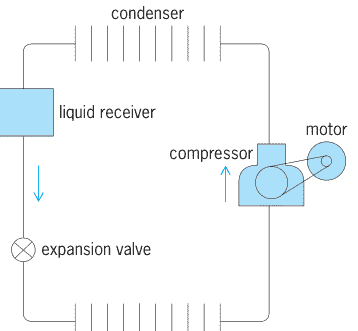 condenser
liquid receiver
motor
compressor
expansion valve